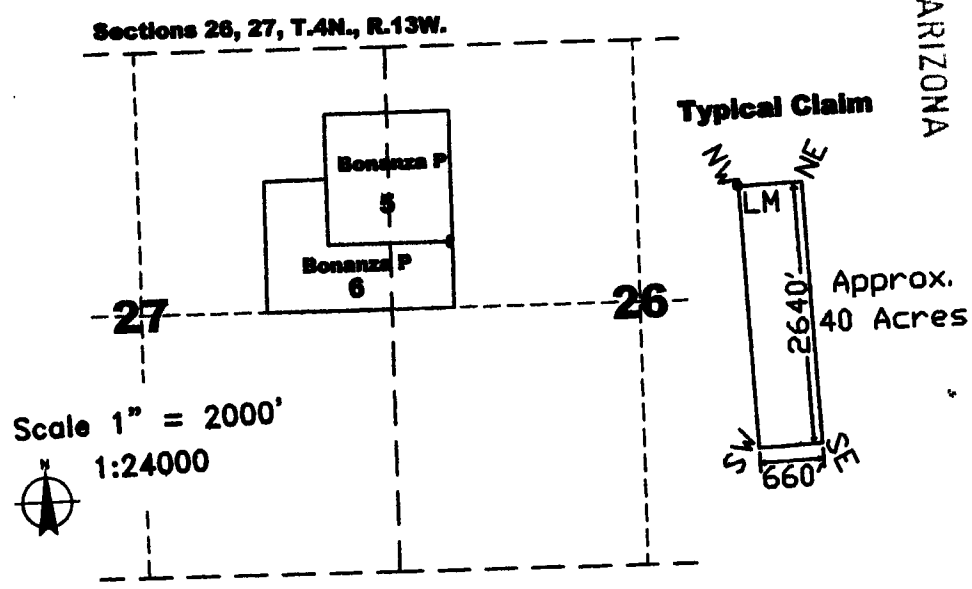 Sections 26, 27, T.4N., R.13W.
ARIZONA
Typical Claim
NW
NE
LM
Bonanza P
5
Bonanza P
6
27
26
2640'
Approx.
40 Acres
SW
SE
660'
Scale 1" = 2000'
1:24000
N